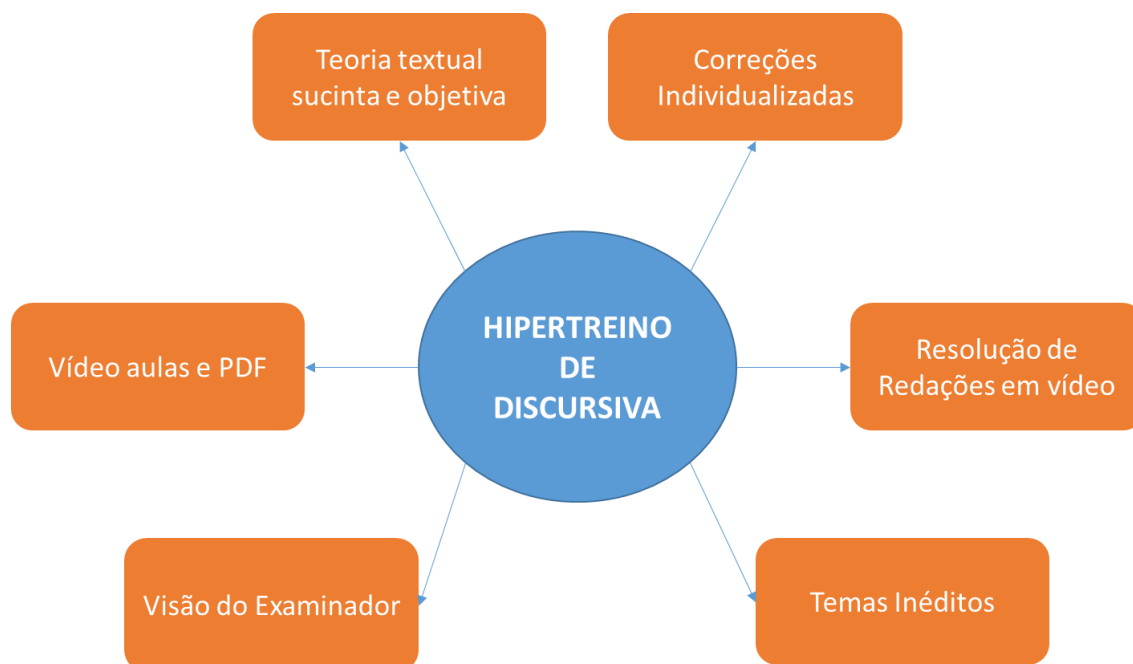 Teoria textual
sucinta e objetiva
Correções
Individualizadas
Vídeo aulas e PDF
HIPERTREINO
DE
DISCURSIVA
Resolução de
Redações em vídeo
Visão do Examinador
Temas Inéditos